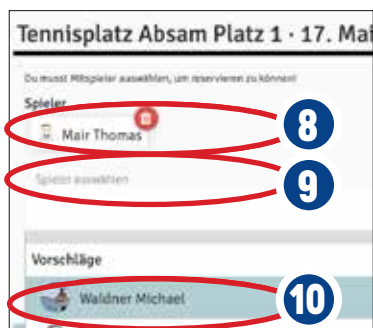 Tennisplatz Absam Platz 1 · 17. Mai
Du musst Mitspieler auswählen, um reservieren zu können!
Spieler
Mair Thomas
8
Spieler auswählen
9
Vorschläge
Waldner Michael
10